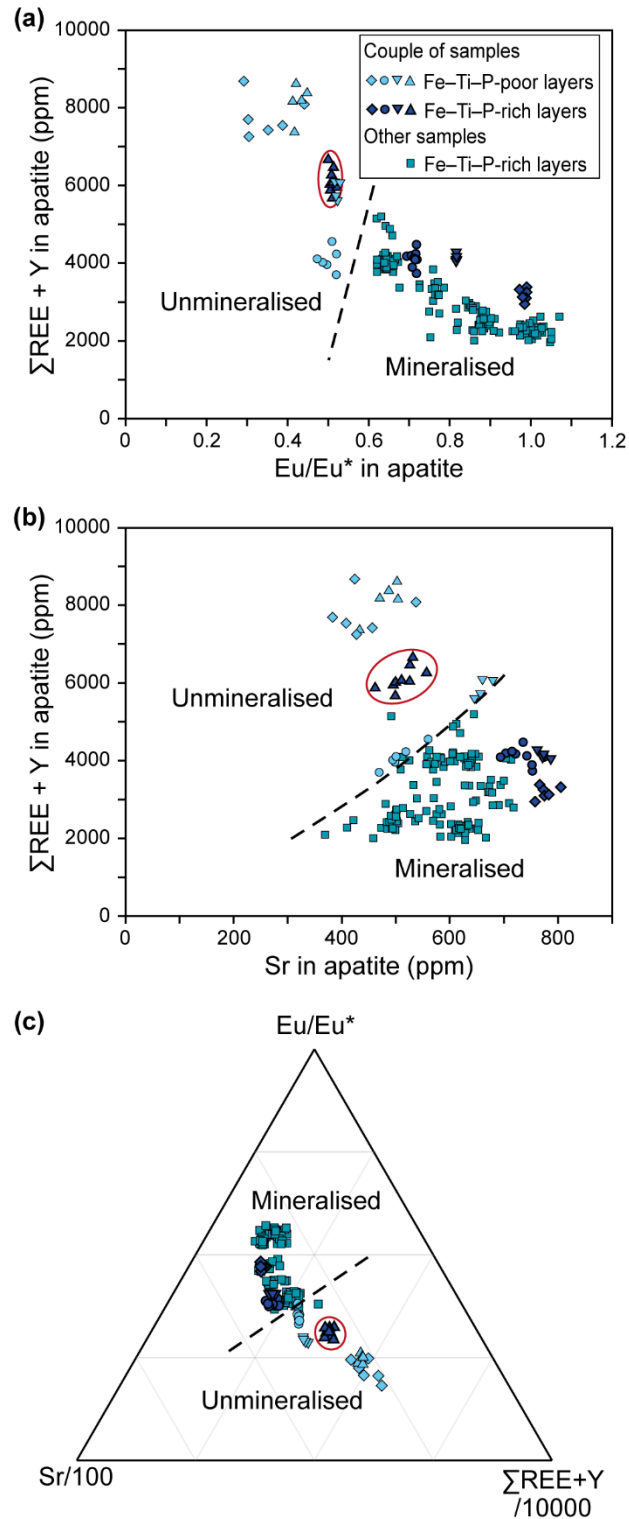 (a)
10000
8000
6000
4000
2000
0
∑REE + Y in apatite (ppm)
Couple of samples
Fe–Ti–P-poor layers
Fe–Ti–P-rich layers
Other samples
Fe–Ti–P-rich layers
Unmineralised
Mineralised
0 0.2 0.4 0.6 0.8 1.0 1.2
Eu/Eu* in apatite
(b)
10000
8000
6000
4000
2000
0
∑REE + Y in apatite (ppm)
Unmineralised
Mineralised
0 200 400 600 800
Sr in apatite (ppm)
(c)
Eu/Eu*
Mineralised
Unmineralised
Sr/100
∑REE+Y
/10000